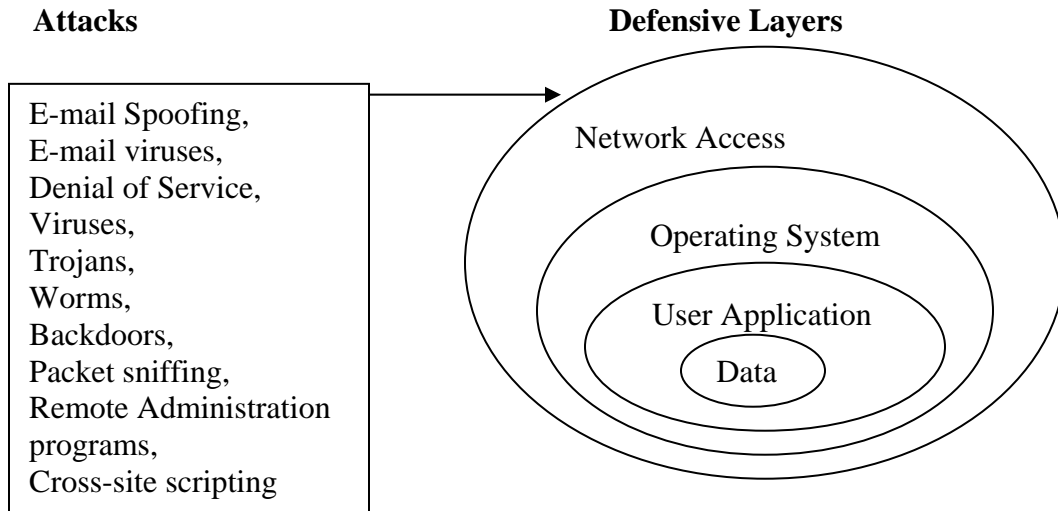 Attacks
Defensive Layers
E-mail Spoofing,
E-mail viruses,
Denial of Service,
Viruses,
Trojans,
Worms,
Backdoors,
Packet sniffing,
Remote Administration
programs,
Cross-site scripting
Network Access
Operating System
User Application
Data